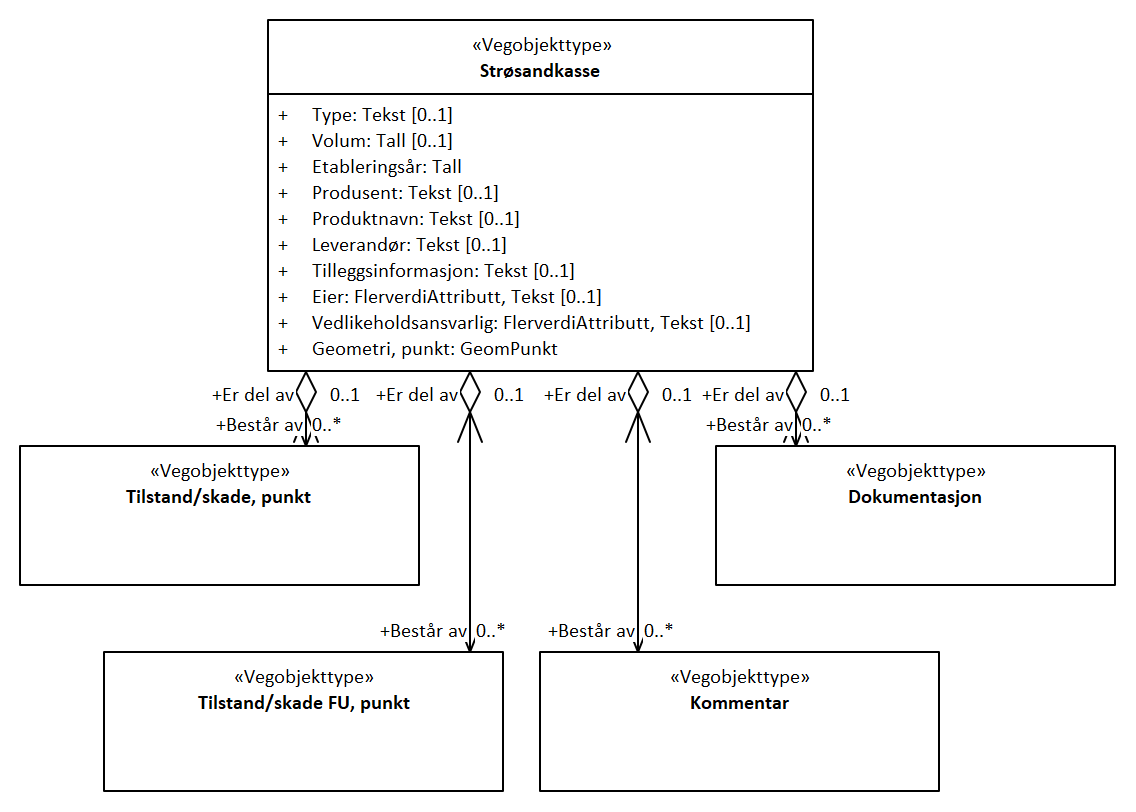 «Vegobjekttype»
Strøsandkasse
+ Type: Tekst [0..1]
+ Volum: Tall [0..1]
+ Etableringsår: Tall
+ Produsent: Tekst [0..1]
+ Produktnavn: Tekst [0..1]
+ Leverandør: Tekst [0..1]
+ Tilleggsinformasjon: Tekst [0..1]
+ Eier: FlerverdiAttributt, Tekst [0..1]
+ Vedlikeholdsansvarlig: FlerverdiAttributt, Tekst [0..1]
+ Geometri, punkt: GeomPunkt
+Er del av 0..1 +Er del av 0..1 +Er del av 0..1 +Er del av 0..1
+Består av 0..* +Består av 0..*
«Vegobjekttype» «Vegobjekttype»
Tilstand/skade, punkt Dokumentasjon
+Består av 0..* +Består av 0..*
«Vegobjekttype» «Vegobjekttype»
Tilstand/skade FU, punkt Kommentar